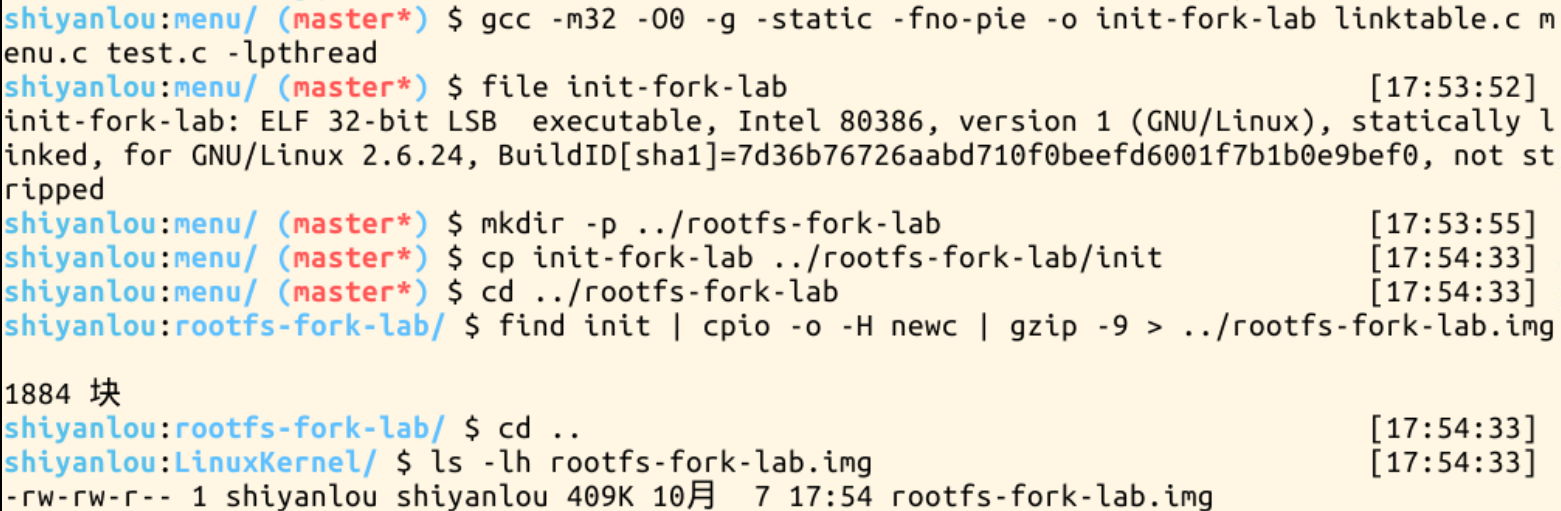 shiyanlou:menu/ (master*) $ gcc -m32 -O0 -g -static -fno-pie -o init-fork-lab linktable.c m
enu.c test.c -lpthread
shiyanlou:menu/ (master*) $ file init-fork-lab [17:53:52]
init-fork-lab: ELF 32-bit LSB  executable, Intel 80386, version 1 (GNU/Linux), statically l
inked, for GNU/Linux 2.6.24, BuildID[sha1]=7d36b76726aabd710f0beefd6001f7b1b0e9bef0, not st
ripped
shiyanlou:menu/ (master*) $ mkdir -p ../rootfs-fork-lab [17:53:55]
shiyanlou:menu/ (master*) $ cp init-fork-lab ../rootfs-fork-lab/init [17:54:33]
shiyanlou:menu/ (master*) $ cd ../rootfs-fork-lab [17:54:33]
shiyanlou:rootfs-fork-lab/ $ find init | cpio -o -H newc | gzip -9 > ../rootfs-fork-lab.img
1884 块
shiyanlou:rootfs-fork-lab/ $ cd .. [17:54:33]
shiyanlou:LinuxKernel/ $ ls -lh rootfs-fork-lab.img [17:54:33]
-rw-rw-r-- 1 shiyanlou shiyanlou 409K 10月  7 17:54 rootfs-fork-lab.img